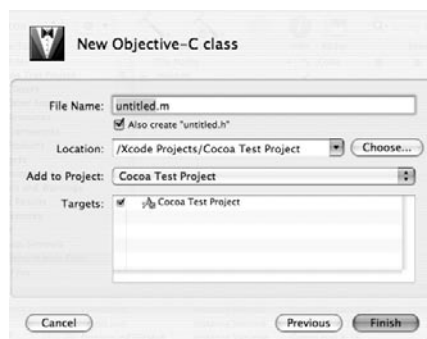 New Objective-C class
File Name: untitled.m
Also create "untitled.h"
Location: /Xcode Projects/Cocoa Test Project Choose...
Add to Project: Cocoa Test Project
Targets: Cocoa Test Project
Cancel Previous Finish